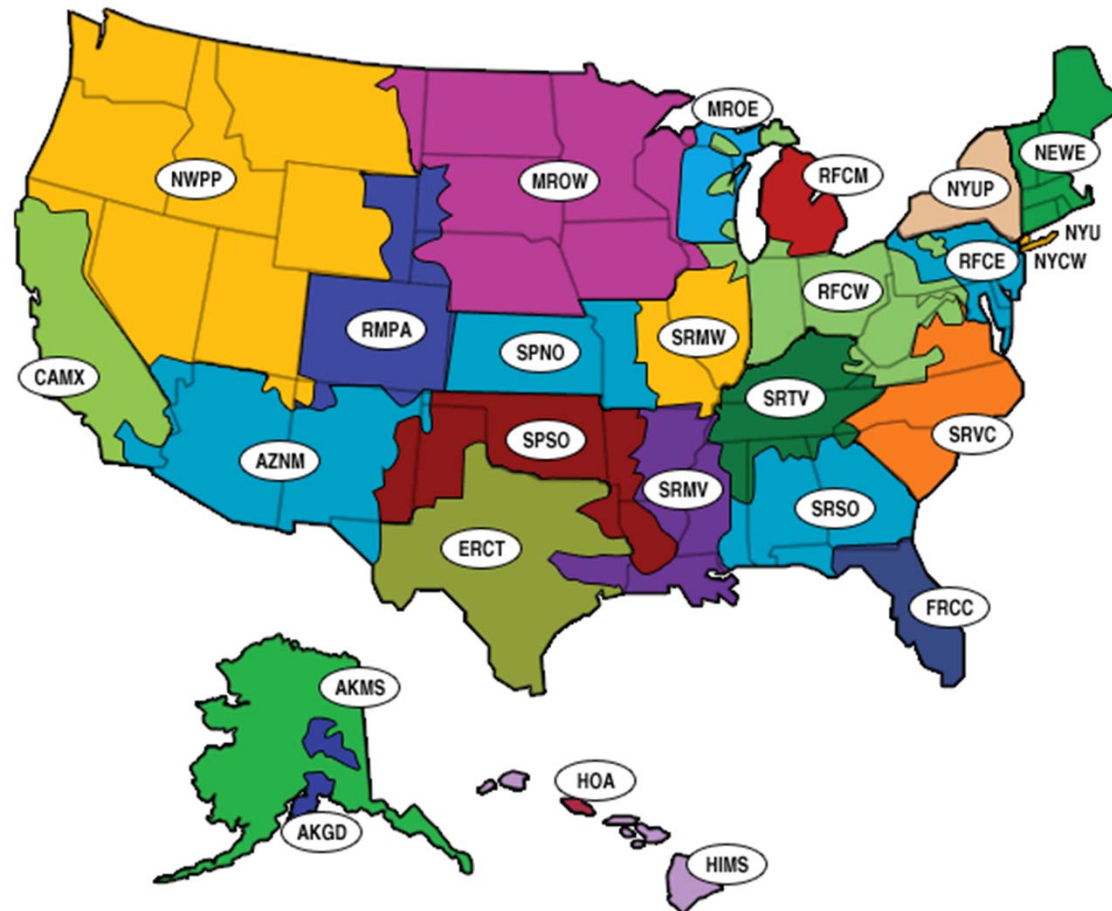 MROE
NEWE
NWPP
MROW
RFCM
NYUP
NYU
NYCW
RFCE
RFCW
RMPA
SRMW
SPNO
CAMX
SRTV
SPSO
SRVC
AZNM
SRMV
SRSO
ERCT
FRCC
AKMS
HOA
AKGD
HIMS